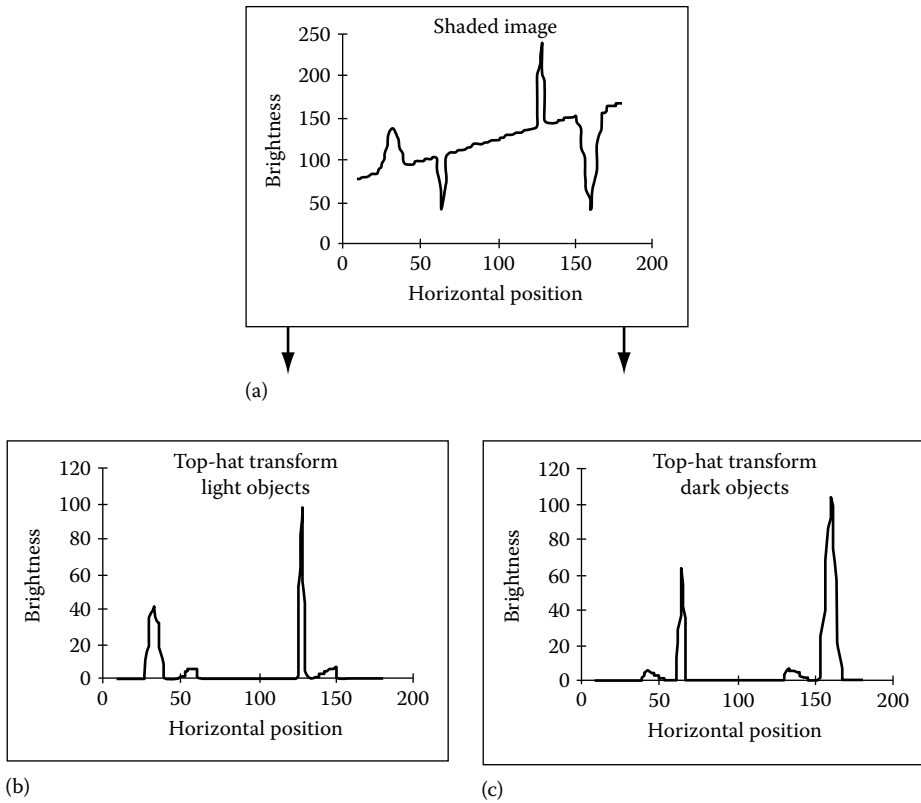 Shaded image
250
200
150
100
50
0
Brightness
0 50 100 150 200
Horizontal position
(a)
Top-hat transform
light objects
120
100
80
60
40
20
0
Brightness
0 50 100 150 200
Horizontal position
(b)
Top-hat transform
dark objects
120
100
80
60
40
20
0
Brightness
0 50 100 150 200
Horizontal position
(c)